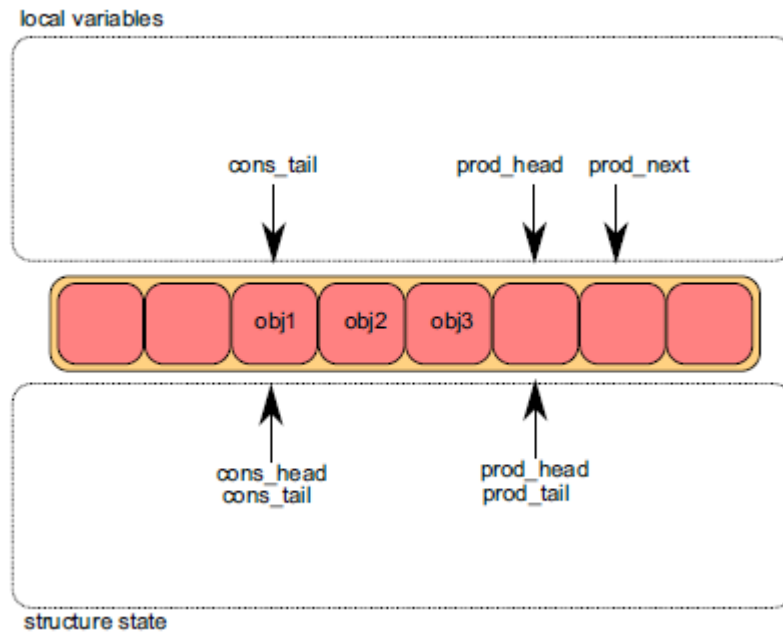 local variables
cons_tail
prod_head
prod_next
obj1
obj2
obj3
cons_head
cons_tail
prod_head
prod_tail
structure state